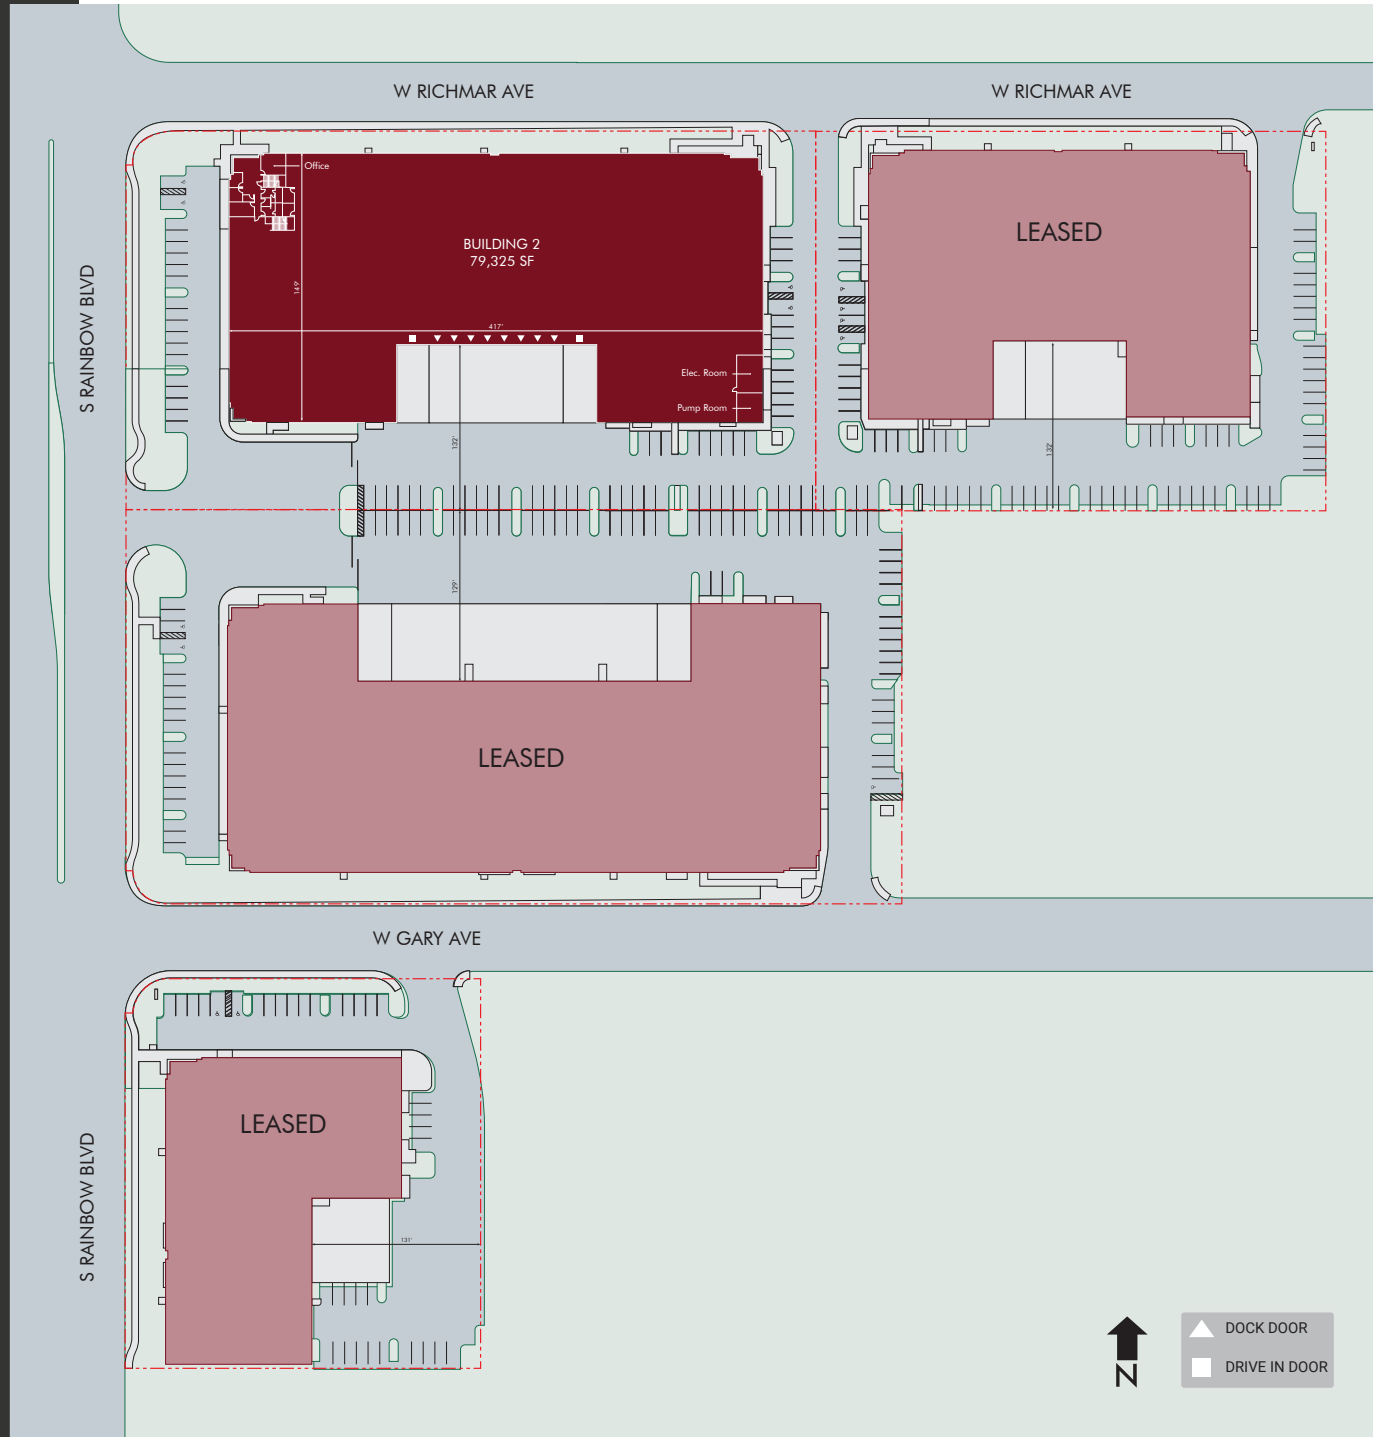 W RICHMAR AVE
W RICHMAR AVE
Office
BUILDING 2
79,325 SF
LEASED
S RAINBOW BLVD
149'
417'
Elec. Room
Pump Room
132'
132'
129'
LEASED
W GARY AVE
LEASED
S RAINBOW BLVD
131'
N
DOCK DOOR
DRIVE IN DOOR